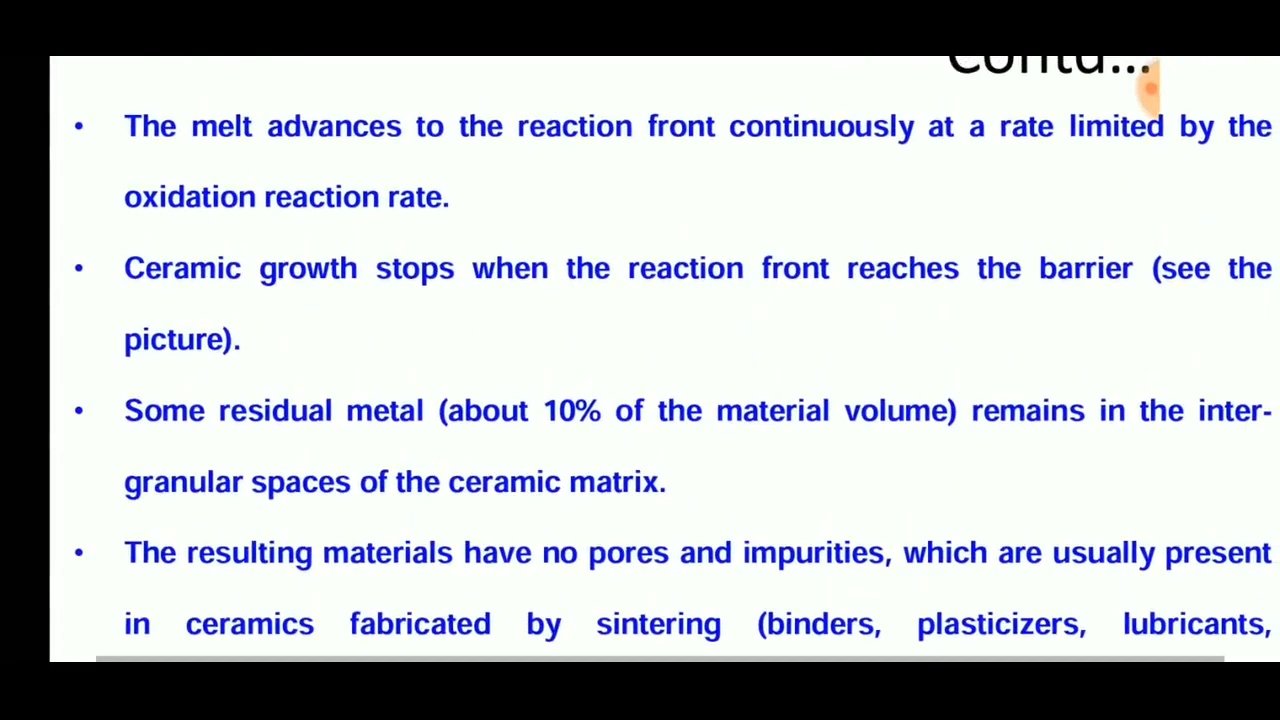 Contd...
• The melt advances to the reaction front continuously at a rate limited by the
oxidation reaction rate.
• Ceramic growth stops when the reaction front reaches the barrier (see the
picture).
• Some residual metal (about 10% of the material volume) remains in the inter-
granular spaces of the ceramic matrix.
• The resulting materials have no pores and impurities, which are usually present
in ceramics fabricated by sintering (binders, plasticizers, lubricants,